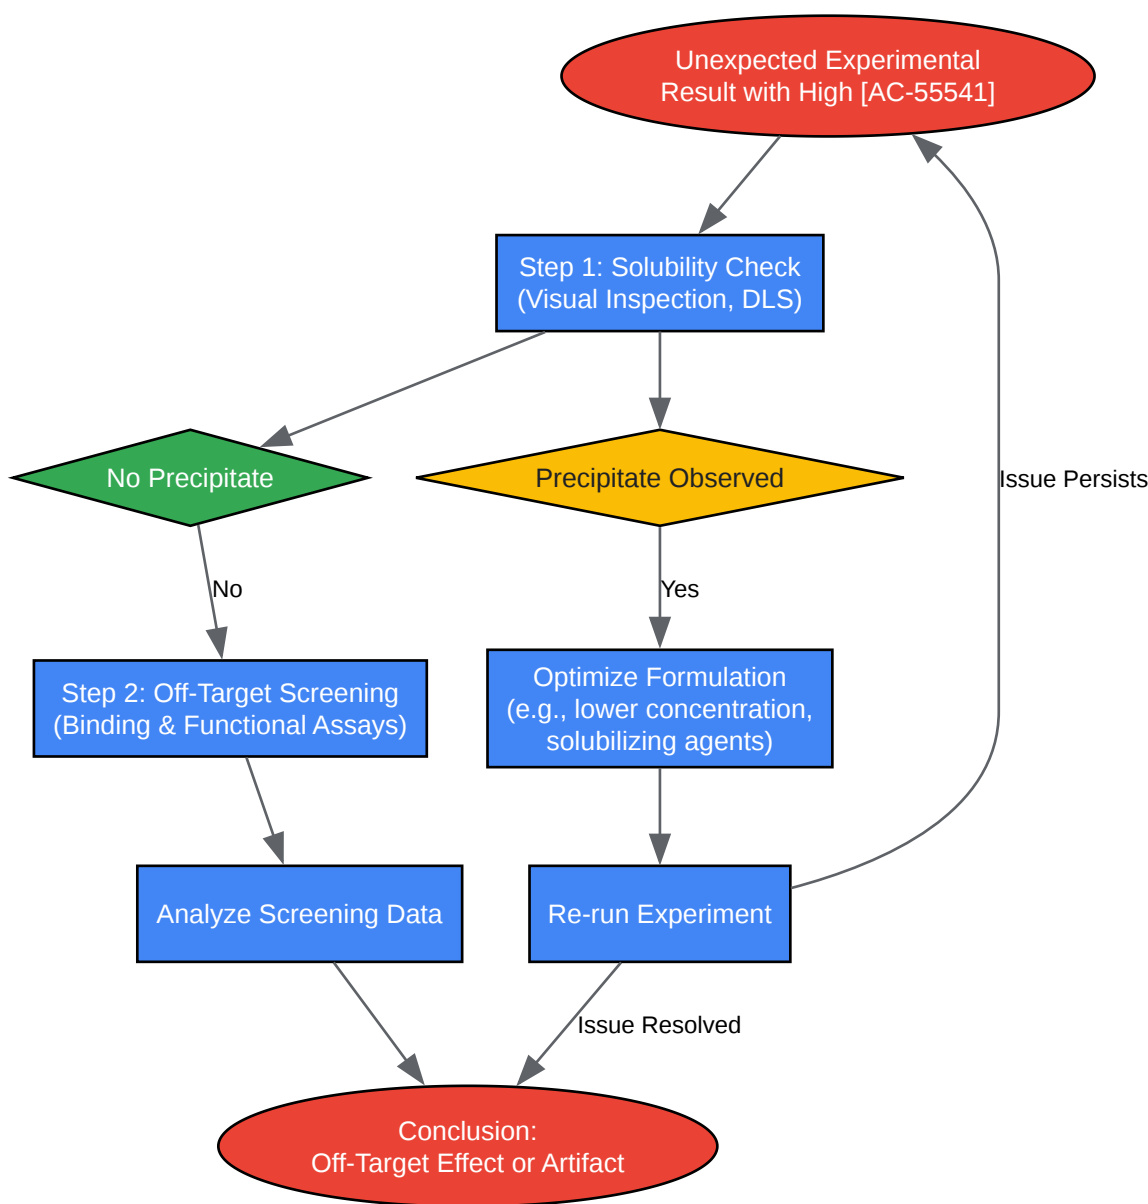 Unexpected Experimental
Result with High [AC-55541]
Step 1: Solubility Check
(Visual Inspection, DLS)
No Precipitate
Precipitate Observed
Issue Persists
No
Yes
Step 2: Off-Target Screening
(Binding & Functional Assays)
Optimize Formulation
(e.g., lower concentration,
solubilizing agents)
Analyze Screening Data
Re-run Experiment
Issue Resolved
Conclusion:
Off-Target Effect or Artifact